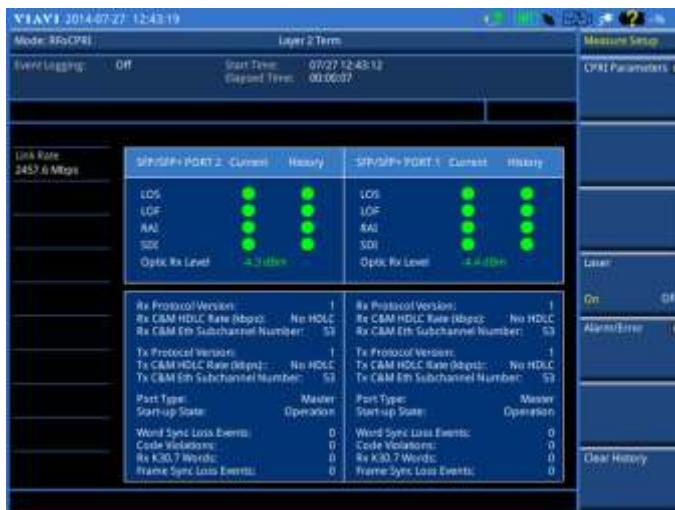 VIAVI 2014-07-27 12:43:19
Mode: RFoCPRI
Layer 2 Term
Measure Setup
Event Logging: Off
Start Time: 07/27 12:43:12
Elapsed Time: 00:00:07
CPRI Parameters
Link Rate
2457.6 Mbps
SFP/SFP+ PORT 2 Current History
SFP/SFP+ PORT 1 Current History
LOS
LOF
RAI
SDI
Optic Rx Level -4.3 dBm
LOS
LOF
RAI
SDI
Optic Rx Level -4.4 dBm
Laser
On Off
Alarm/Error
Rx Protocol Version: 1
Rx C&M HDLC Rate (kbps): No HDLC
Rx C&M Eth Subchannel Number: 53
Tx Protocol Version: 1
Tx C&M HDLC Rate (kbps): No HDLC
Tx C&M Eth Subchannel Number: 53
Port Type: Master
Start-up State: Operation
Word Sync Loss Events: 0
Code Violations: 0
Rx K30.7 Words: 0
Frame Sync Loss Events: 0
Rx Protocol Version: 1
Rx C&M HDLC Rate (kbps): No HDLC
Rx C&M Eth Subchannel Number: 53
Tx Protocol Version: 1
Tx C&M HDLC Rate (kbps): No HDLC
Tx C&M Eth Subchannel Number: 53
Port Type: Master
Start-up State: Operation
Word Sync Loss Events: 0
Code Violations: 0
Rx K30.7 Words: 0
Frame Sync Loss Events: 0
Clear History